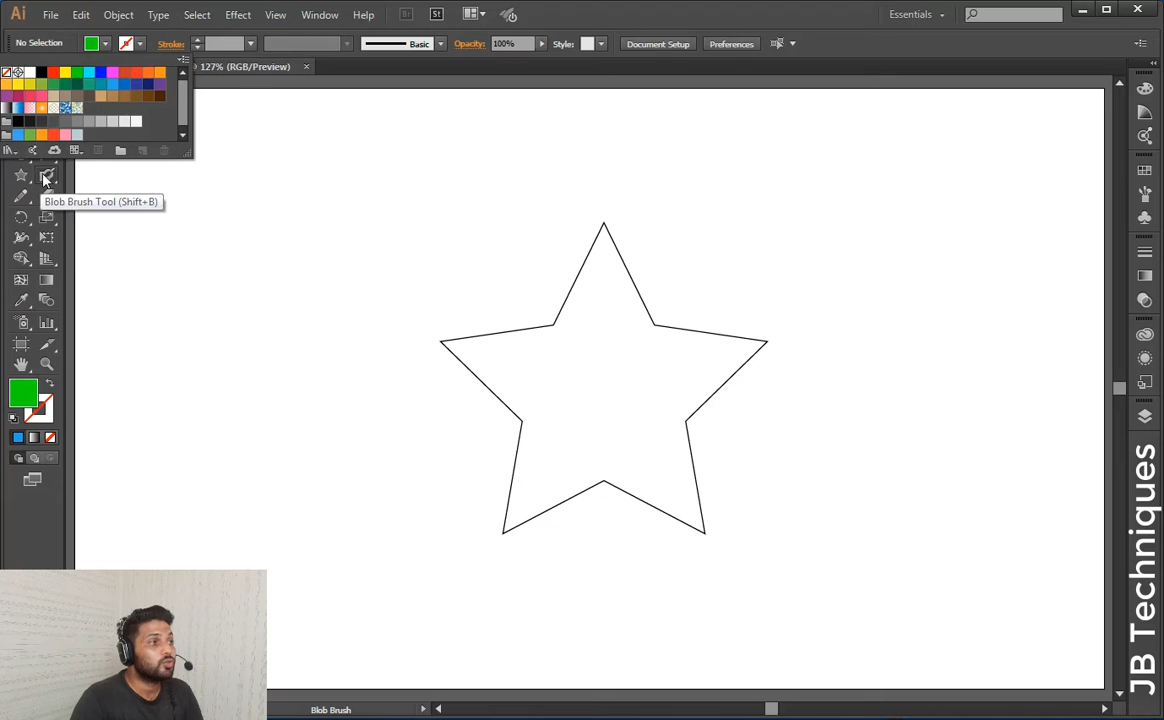 Ai File Edit Object Type Select Effect View Window Help Br St Essentials
No Selection Stroke: Basic Opacity: 100% Style: Document Setup Preferences
127% (RGB/Preview) ×
Blob Brush Tool (Shift+B)
JB Techniques
Blob Brush